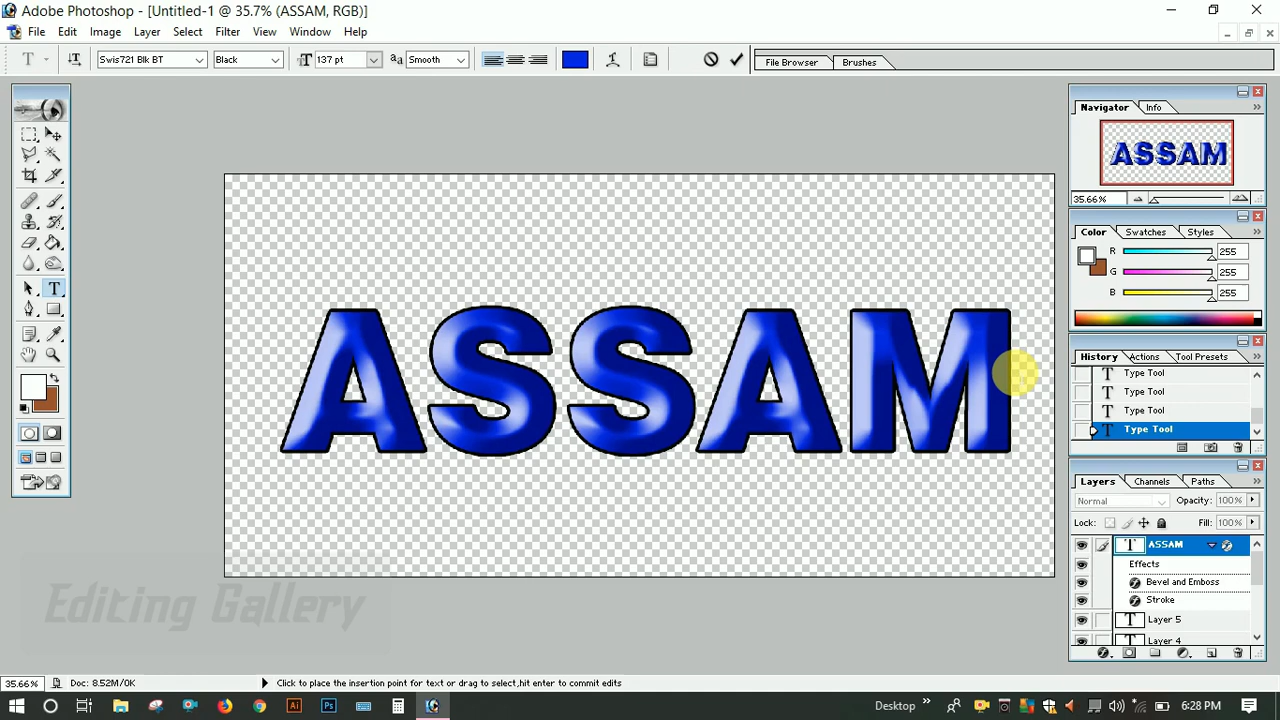 Adobe Photoshop - [Untitled-1 @ 35.7% (ASSAM, RGB)]
File Edit Image Layer Select Filter View Window Help
T Swis721 Blk BT Black 137 pt Smooth File Browser Brushes
Navigator Info
ASSAM
35.66%
Color Swatches Styles
R 255
G 255
B 255
ASSAM
History Actions Tool Presets
Type Tool
Type Tool
Type Tool
Type Tool
Layers Channels Paths
Normal Opacity: 100%
Lock: Fill: 100%
ASSAM
Effects
Bevel and Emboss
Stroke
Layer 5
Layer 4
Editing Gallery
35.66% Doc: 8.52M/0K Click to place the insertion point for text or drag to select,hit enter to commit edits
Ai Ps Desktop 6:28 PM